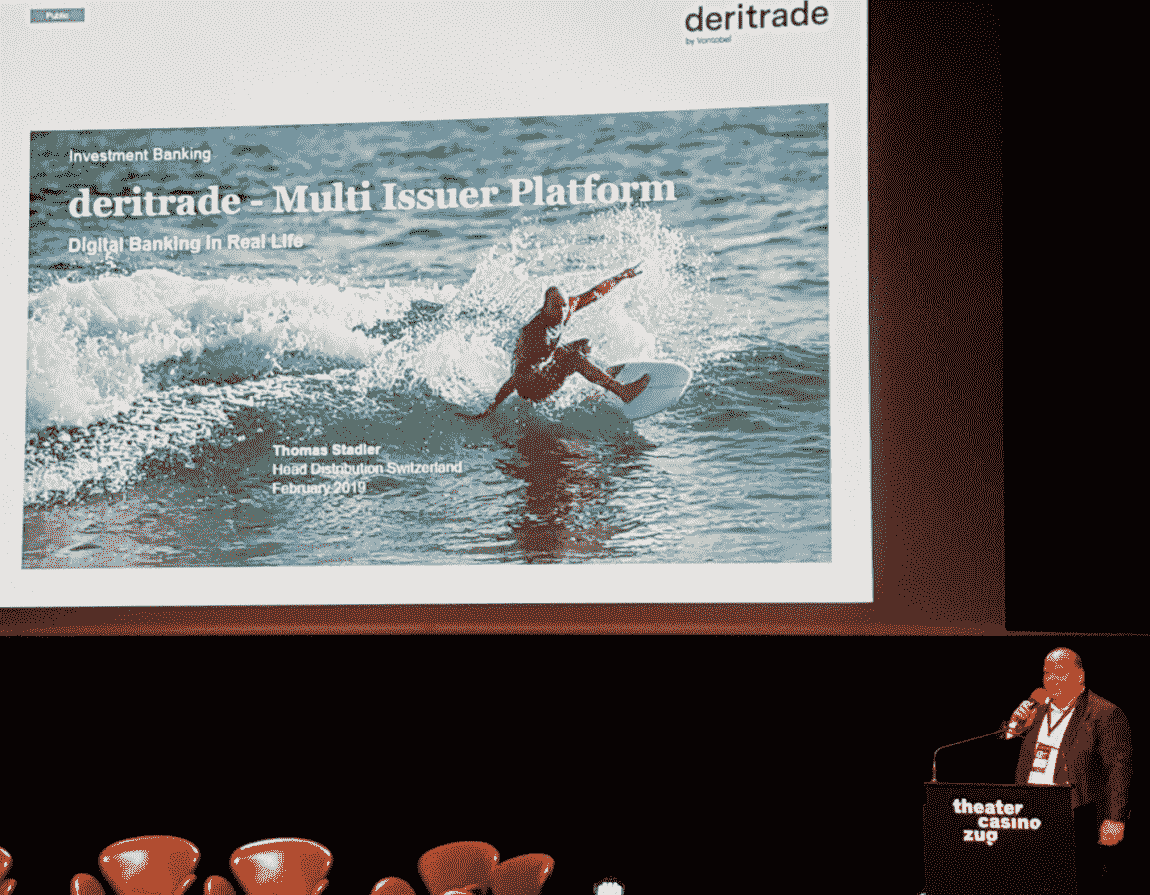 Public
deritrade
by Vontobel
Investment Banking
deritrade - Multi Issuer Platform
Digital Banking in Real Life
Thomas Stadler
Head Distribution Switzerland
February 2019
theater
casino
zug